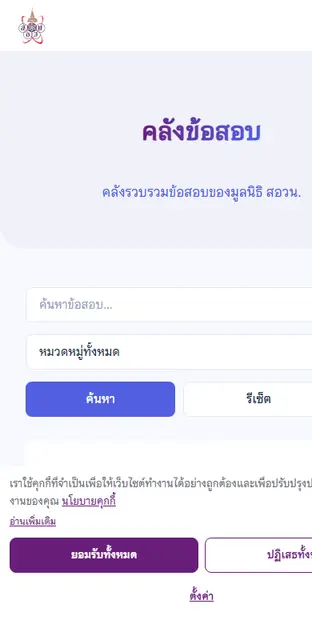 คลังข้อสอบ
คลังรวบรวมข้อสอบของมูลนิธิ สอวน.
ค้นหาข้อสอบ...
หมวดหมู่ทั้งหมด
ค้นหา
รีเซ็ต
เราใช้คุกกี้ที่จำเป็นเพื่อให้เว็บไซต์ทำงานได้อย่างถูกต้องและเพื่อปรับปรุง
งานของคุณ นโยบายคุกกี้
อ่านเพิ่มเติม
ยอมรับทั้งหมด
ปฏิเสธทั้ง
ตั้งค่า